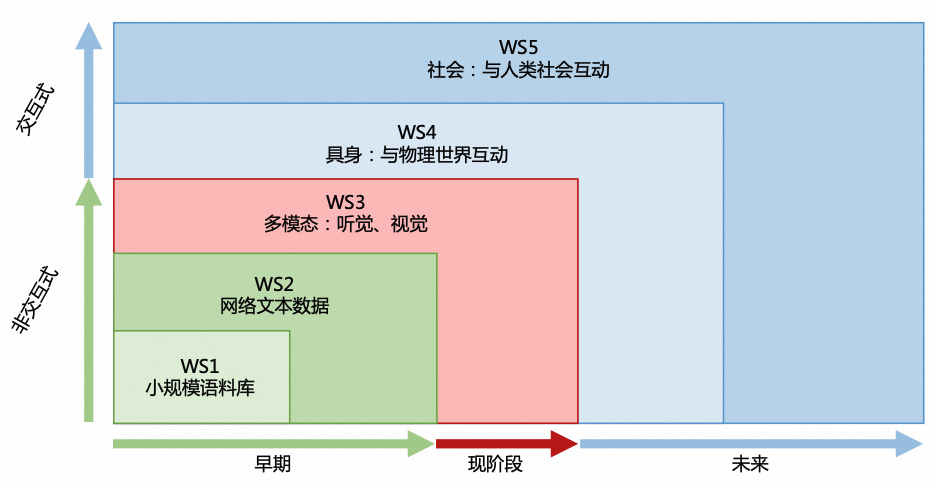 WS5
社会：与人类社会互动
交互式
WS4
具身：与物理世界互动
WS3
多模态：听觉、视觉
非交互式
WS2
网络文本数据
WS1
小规模语料库
早期
现阶段
未来